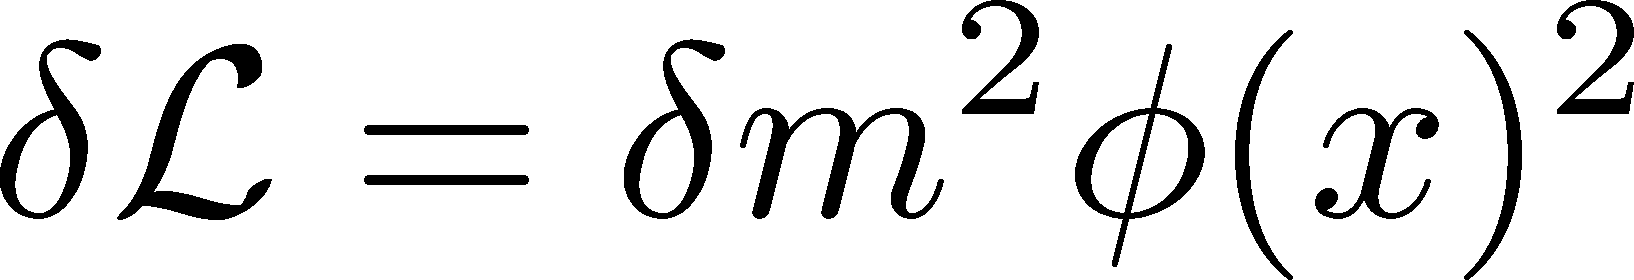 δℒ = δm²ϕ(x)²